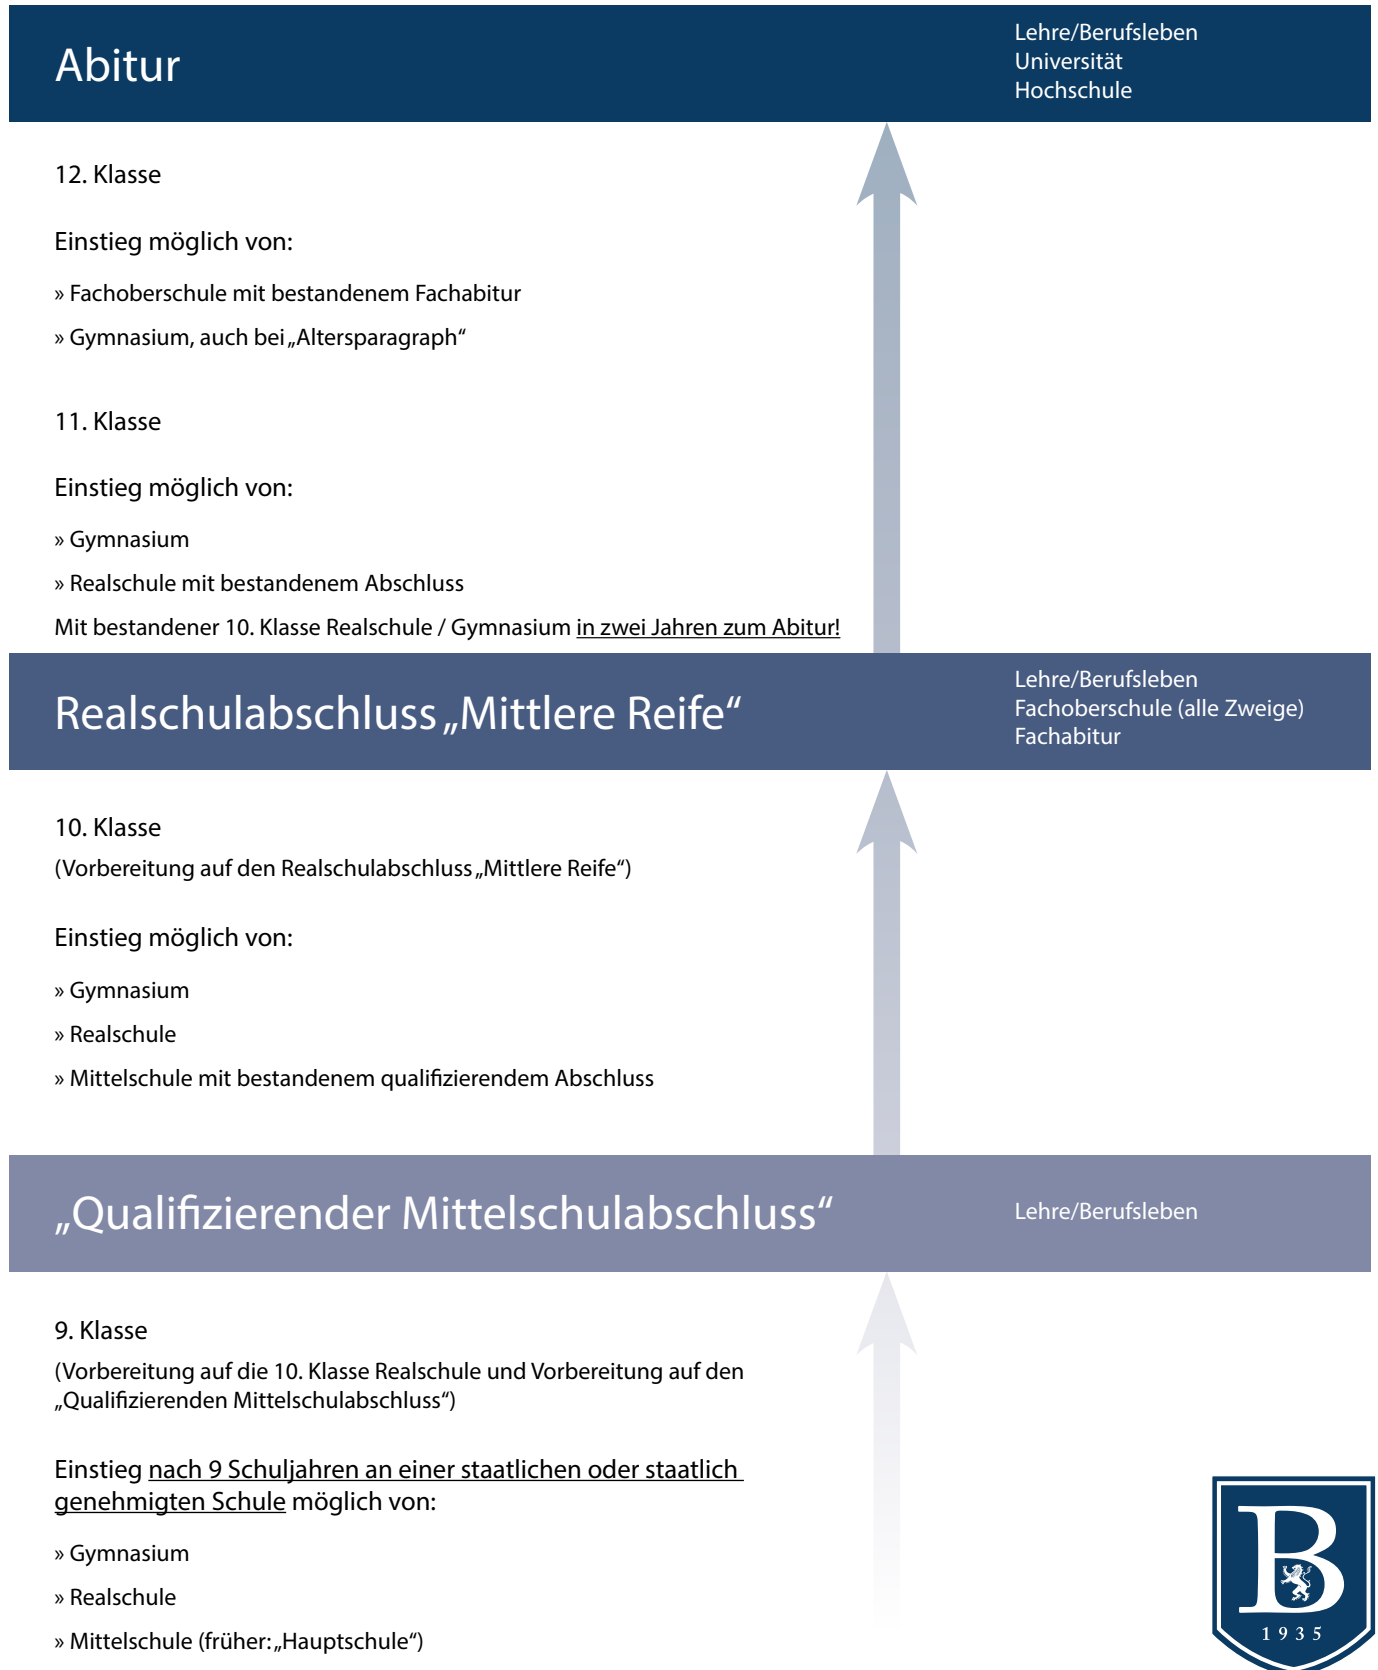 Abitur
Lehre/Berufsleben
Universität
Hochschule
12. Klasse
Einstieg möglich von:
» Fachoberschule mit bestandenem Fachabitur
» Gymnasium, auch bei „Altersparagraph“
11. Klasse
Einstieg möglich von:
» Gymnasium
» Realschule mit bestandenem Abschluss
Mit bestandener 10. Klasse Realschule / Gymnasium in zwei Jahren zum Abitur!
Realschulabschluss „Mittlere Reife“
Lehre/Berufsleben
Fachoberschule (alle Zweige)
Fachabitur
10. Klasse
(Vorbereitung auf den Realschulabschluss „Mittlere Reife“)
Einstieg möglich von:
» Gymnasium
» Realschule
» Mittelschule mit bestandenem qualifizierendem Abschluss
„Qualifizierender Mittelschulabschluss“
Lehre/Berufsleben
9. Klasse
(Vorbereitung auf die 10. Klasse Realschule und Vorbereitung auf den
„Qualifizierenden Mittelschulabschluss“)
Einstieg nach 9 Schuljahren an einer staatlichen oder staatlich
genehmigten Schule möglich von:
» Gymnasium
» Realschule
» Mittelschule (früher: „Hauptschule“)
B
1935